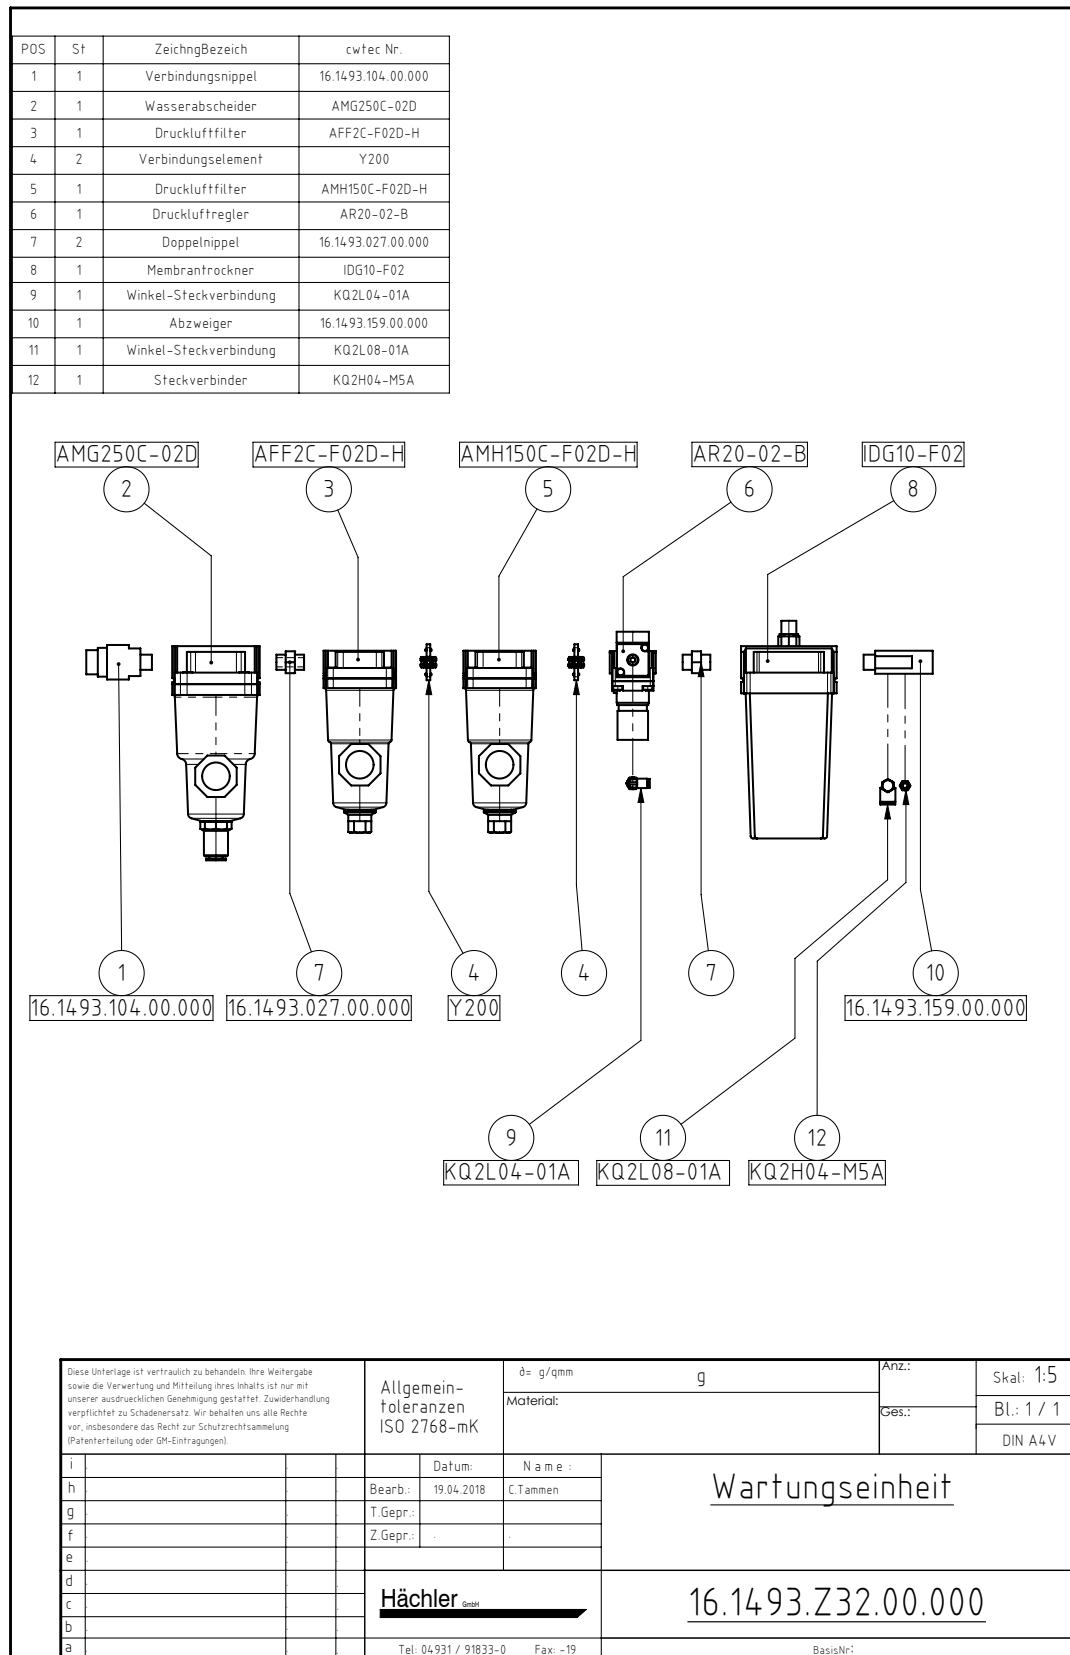 POS St ZeichngBezeich cwtec Nr.
1 1 Verbindungsnippel 16.1493.104.00.000
2 1 Wasserabscheider AMG250C-02D
3 1 Druckluftfilter AFF2C-F02D-H
4 2 Verbindungselement Y200
5 1 Druckluftfilter AMH150C-F02D-H
6 1 Druckluftregler AR20-02-B
7 2 Doppelnippel 16.1493.027.00.000
8 1 Membrantrockner IDG10-F02
9 1 Winkel-Steckverbindung KQ2L04-01A
10 1 Abzweiger 16.1493.159.00.000
11 1 Winkel-Steckverbindung KQ2L08-01A
12 1 Steckverbinder KQ2H04-M5A
AMG250C-02D AFF2C-F02D-H AMH150C-F02D-H AR20-02-B IDG10-F02
2 3 5 6 8
1 7 4 4 7 10
16.1493.104.00.000 16.1493.027.00.000 Y200 16.1493.159.00.000
9 11 12
KQ2L04-01A KQ2L08-01A KQ2H04-M5A
Diese Unterlage ist vertraulich zu behandeln. Ihre Weitergabe
sowie die Verwertung und Mitteilung ihres Inhalts ist nur mit
unserer ausdruecklichen Genehmigung gestattet. Zuwiderhandlung
verpflichtet zu Schadenersatz. Wir behalten uns alle Rechte
vor, insbesondere das Recht zur Schutzrechtsammelung
(Patenterteilung oder GM-Eintragungen).
Allgemein-
toleranzen
ISO 2768-mK
∂= g/qmm g
Material:
Anz.:
Ges.:
Skal: 1:5
Bl.: 1 / 1
DIN A4V
i
h
g
f
e
d
c
b
a
Datum: Name:
Bearb.: 19.04.2018 C.Tammen
T.Gepr.:
Z.Gepr.:
Wartungseinheit
Hächler GmbH
16.1493.Z32.00.000
Tel: 04931 / 91833-0 Fax: -19
BasisNr: